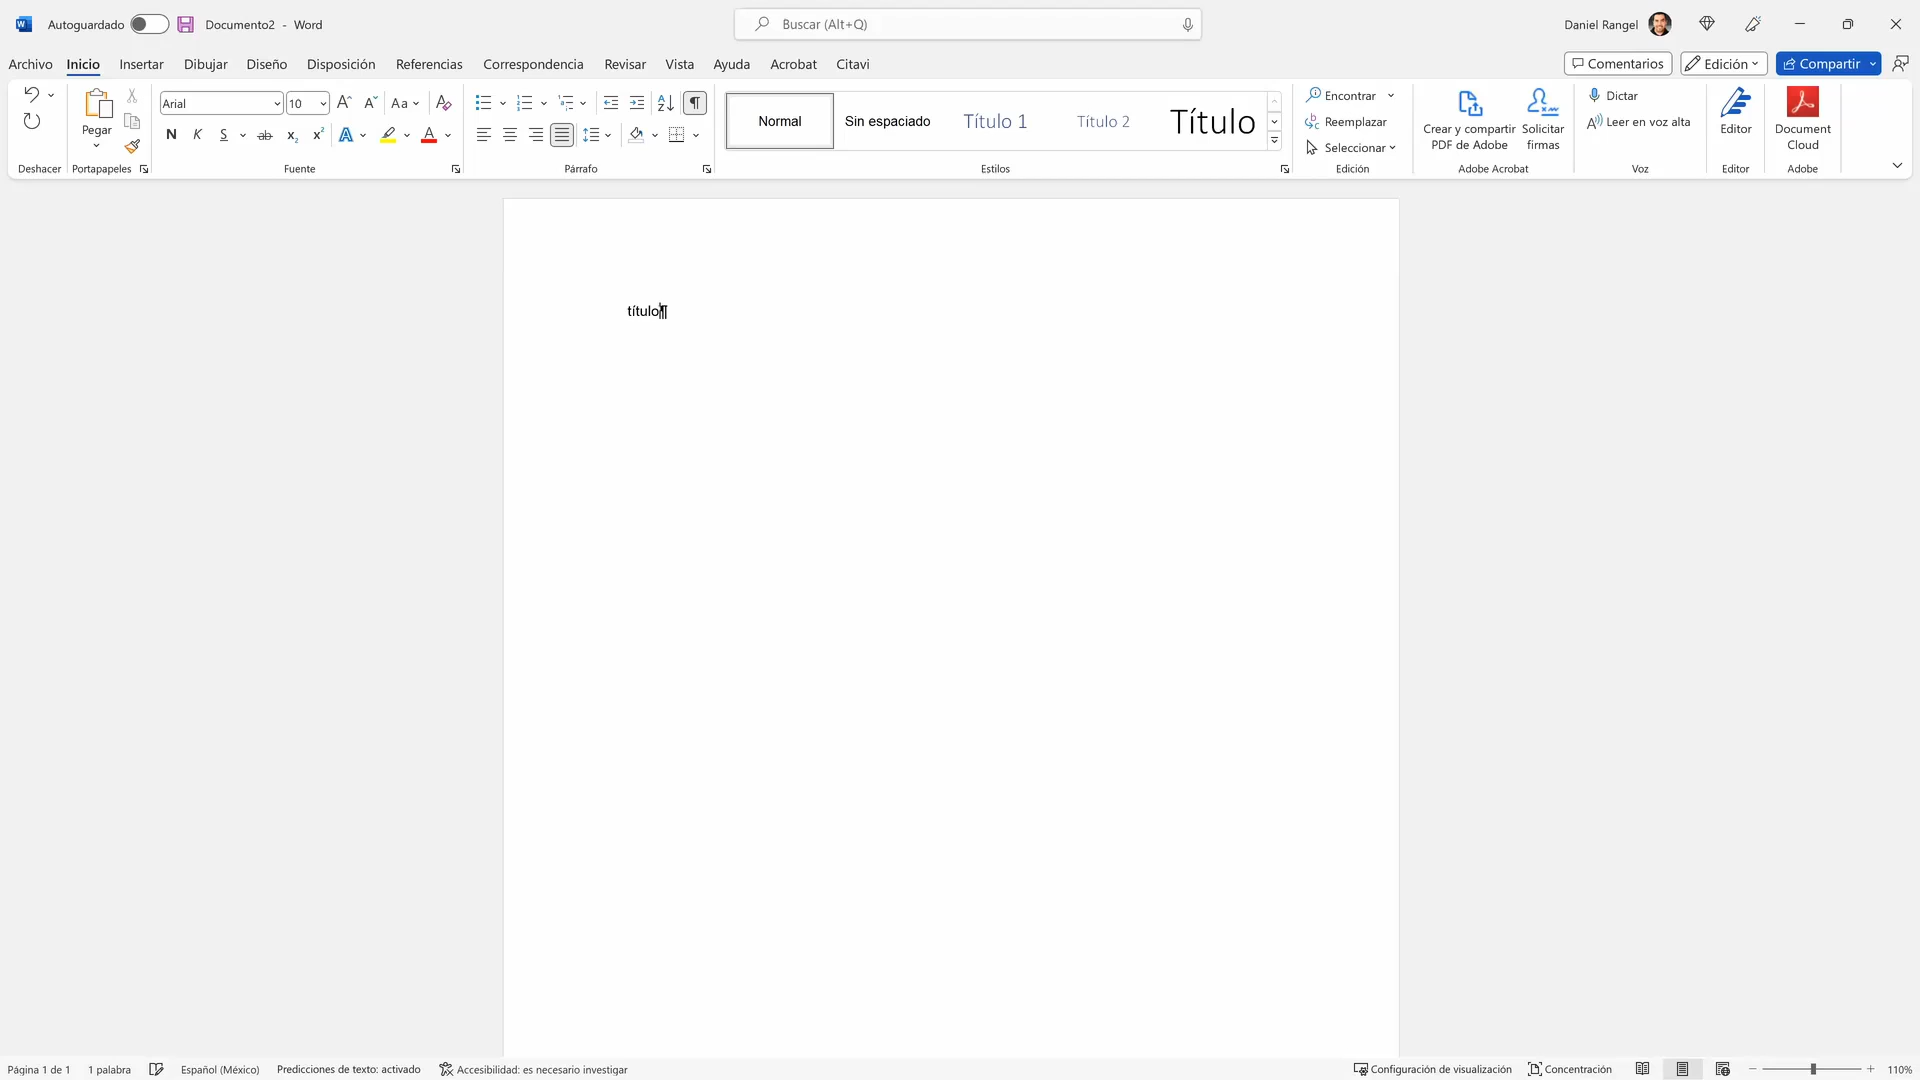 Autoguardado Documento2 - Word Buscar (Alt+Q) Daniel Rangel
Archivo Inicio Insertar Dibujar Diseño Disposición Referencias Correspondencia Revisar Vista Ayuda Acrobat Citavi Comentarios Edición Compartir
Pegar
Arial 10 Aa
N K S ab x₂ x² A A
Normal Sin espaciado Título 1 Título 2 Título
Encontrar
Reemplazar
Seleccionar
Crear y compartir
PDF de Adobe
Solicitar
firmas
Dictar
Leer en voz alta
Editor
Document
Cloud
Deshacer Portapapeles Fuente Párrafo Estilos Edición Adobe Acrobat Voz Editor Adobe
título¶
Página 1 de 1 1 palabra Español (México) Predicciones de texto: activado Accesibilidad: es necesario investigar Configuración de visualización Concentración 110%